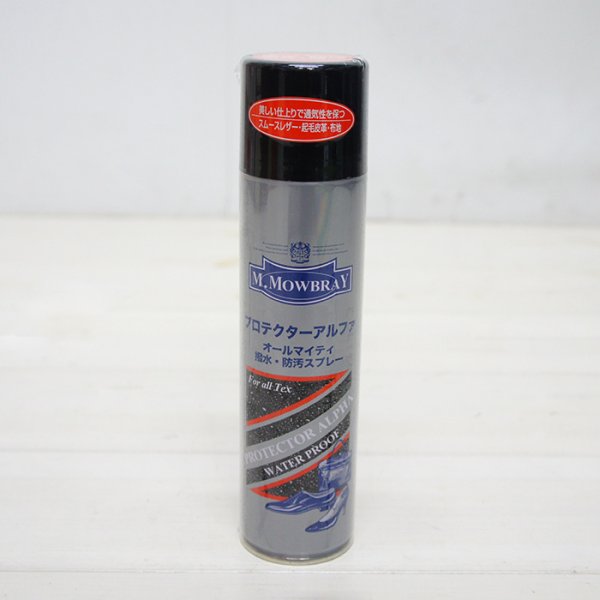 美しい仕上りで通気性を保つ
スムースレザー・起毛皮革・布地
M. MOWBRAY
プロテクターアルファ
オールマイティ
撥水・防汚スプレー
For all Tex
PROTECTOR ALPHA
WATER PROOF